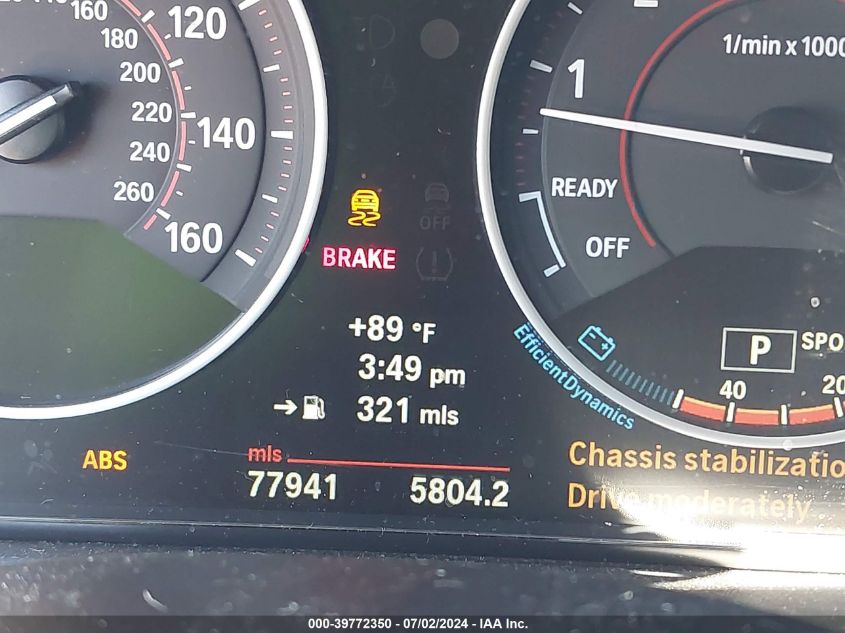 160
120
180
200
220
140
240
260
160
1/min x 1000
1
READY
OFF
OFF
BRAKE
+89 °F
3:49 pm
321 mls
EfficientDynamics
P SPO
40 20
ABS
mls
77941 5804.2
Chassis stabilizatio
Drive moderately
000-39772350 - 07/02/2024 - IAA Inc.